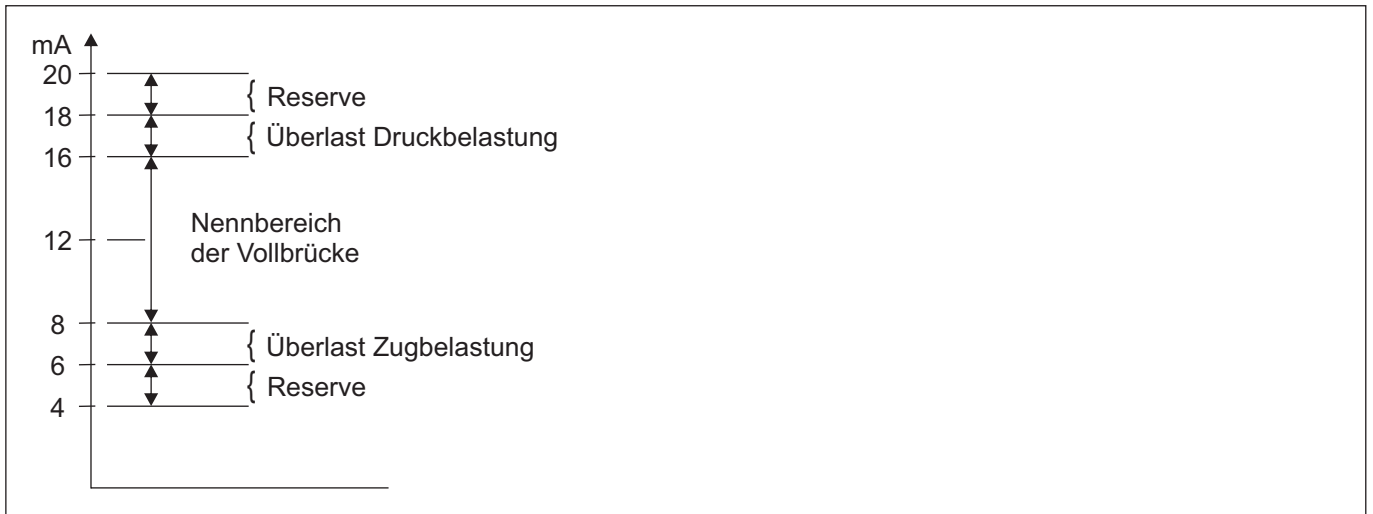 mA
20
{ Reserve
18
{ Überlast Druckbelastung
16
Nennbereich
12
der Vollbrücke
8
{ Überlast Zugbelastung
6
{ Reserve
4